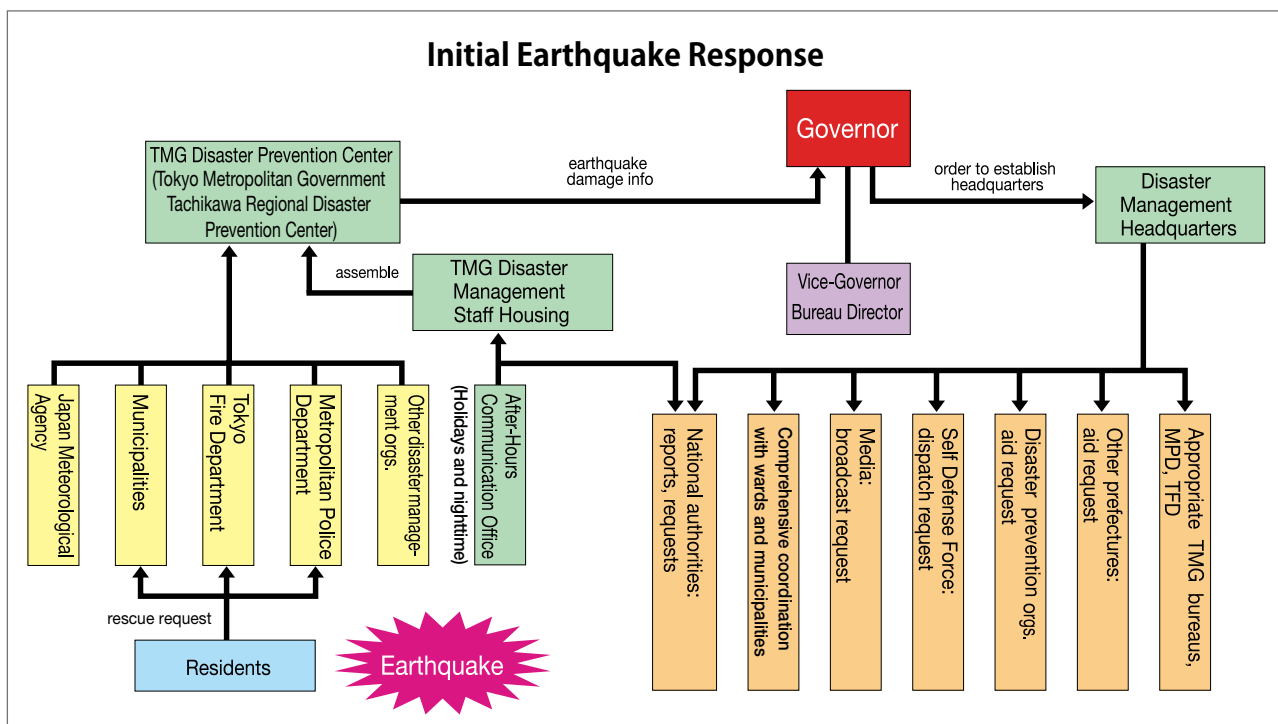 Initial Earthquake Response
Governor
TMG Disaster Prevention Center
(Tokyo Metropolitan Government
Tachikawa Regional Disaster
Prevention Center)
earthquake
damage info
order to establish
headquarters
Disaster
Management
Headquarters
assemble
TMG Disaster
Management
Staff Housing
Vice-Governor
Bureau Director
Japan Meteorological
Agency
Municipalities
Tokyo
Fire Department
Metropolitan Police
Department
Other disaster manage-
ment orgs.
After-Hours
Communication Office
(Holidays and nighttime)
National authorities:
reports, requests
Comprehensive coordination
with wards and municipalities
Media:
broadcast request
Self Defense Force:
dispatch request
Disaster prevention orgs.
aid request
Other prefectures:
aid request
Appropriate TMG bureaus,
MPD, TFD
rescue request
Residents
Earthquake